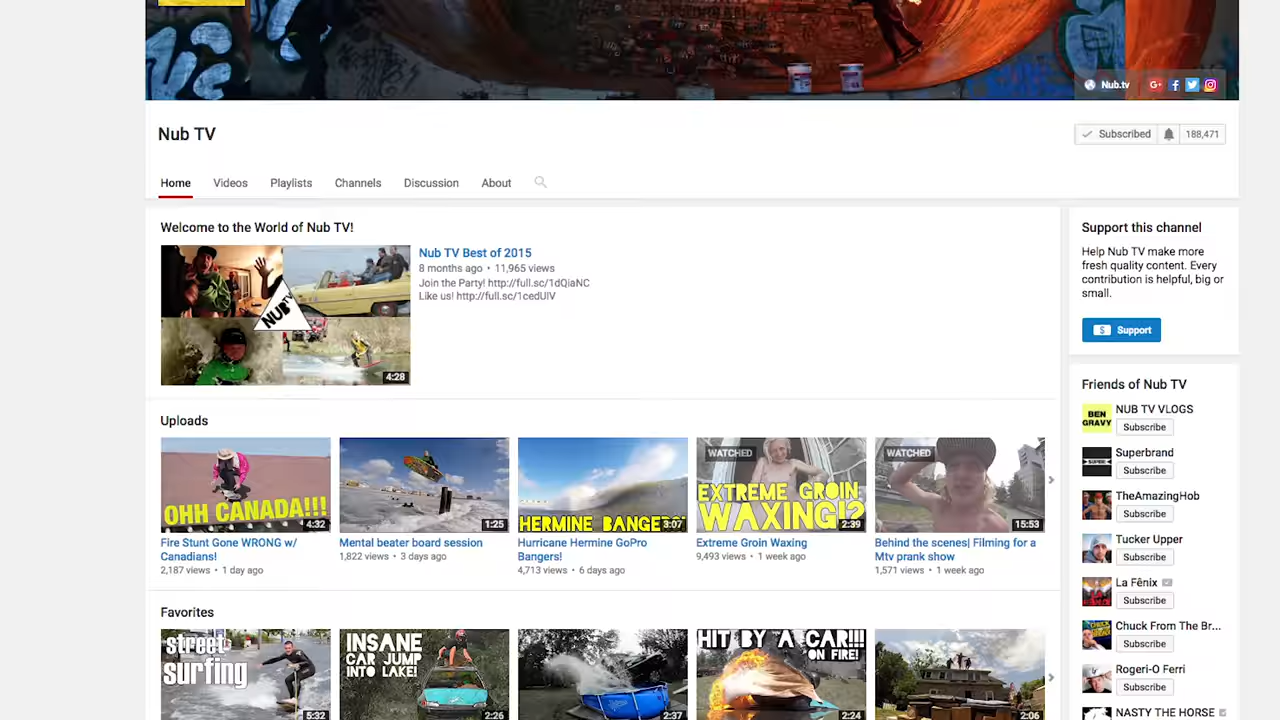 Nub.tv
Nub TV
Subscribed 188,471
Home Videos Playlists Channels Discussion About
Welcome to the World of Nub TV!
NUB TV
4:28
Nub TV Best of 2015
8 months ago • 11,965 views
Join the Party! http://full.sc/1dQiaNC
Like us! http://full.sc/1cedUIV
Support this channel
Help Nub TV make more
fresh quality content. Every
contribution is helpful, big or
small.
$ Support
Uploads
OHH CANADA!!!
4:32
Fire Stunt Gone WRONG w/
Canadians!
2,187 views • 1 day ago
1:25
Mental beater board session
1,822 views • 3 days ago
HERMINE BANGERS
3:07
Hurricane Hermine GoPro
Bangers!
4,713 views • 6 days ago
WATCHED
EXTREME GROIN
WAXING!?
2:39
Extreme Groin Waxing
9,493 views • 1 week ago
WATCHED
15:53
Behind the scenes| Filming for a
Mtv prank show
1,571 views • 1 week ago
Favorites
street
surfing
5:32
INSANE
CAR JUMP
INTO LAKE!
2:26
2:37
HIT BY A CAR!!!
ON FIRE!
2:24
2:06
Friends of Nub TV
BEN
GRAVY
NUB TV VLOGS
Subscribe
Superbrand
Subscribe
TheAmazingHob
Subscribe
Tucker Upper
Subscribe
La Fênix
Subscribe
Chuck From The Br...
Subscribe
Rogeri-O Ferri
Subscribe
NASTY THE HORSE